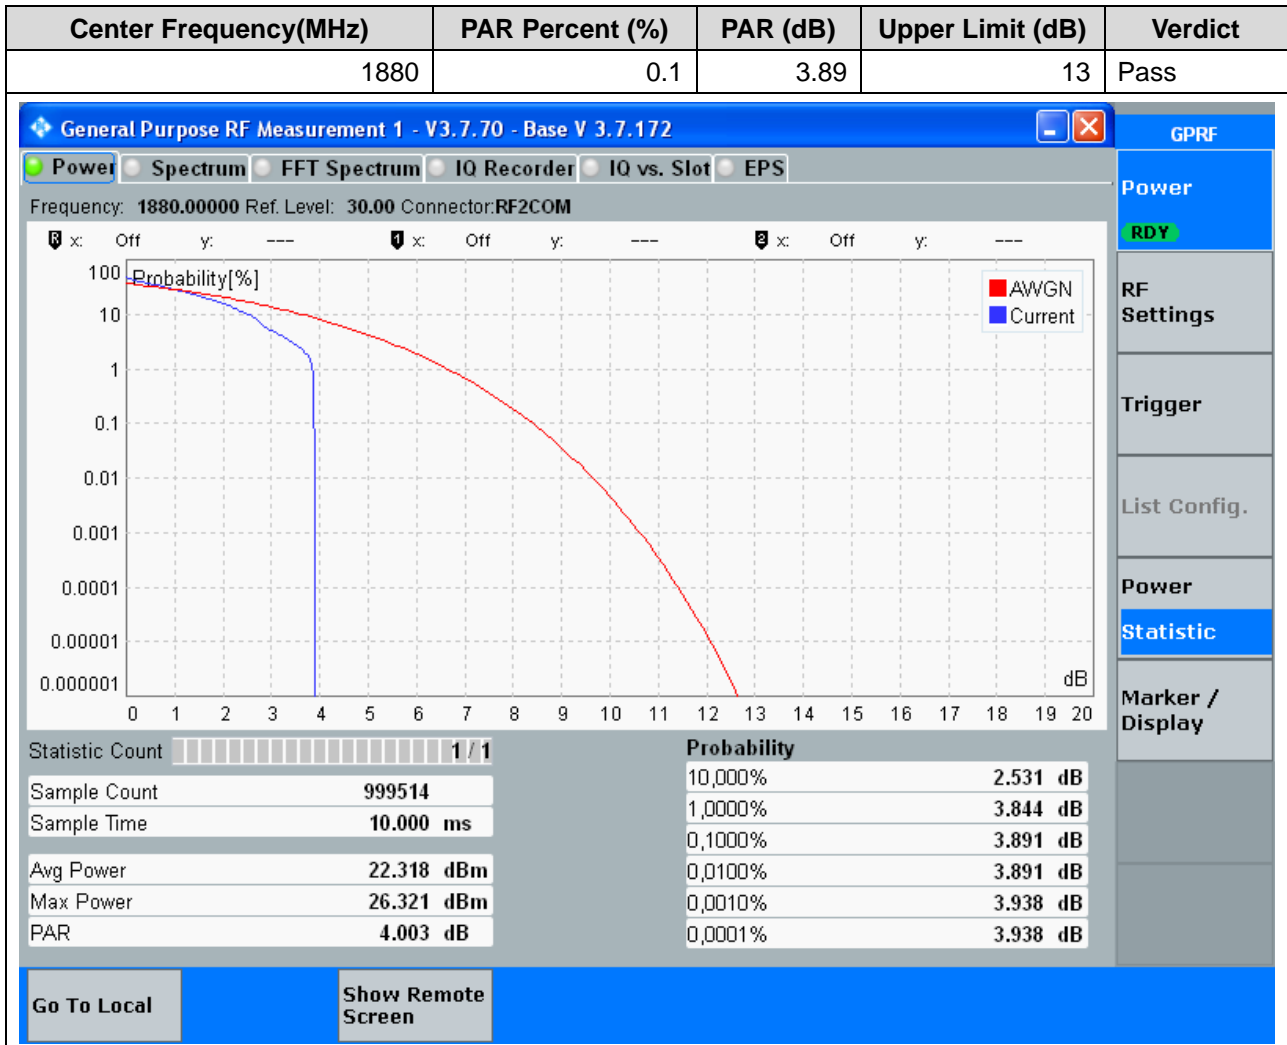 Center Frequency(MHz) PAR Percent (%) PAR (dB) Upper Limit (dB) Verdict
1880 0.1 3.89 13 Pass
General Purpose RF Measurement 1 - V3.7.70 - Base V 3.7.172
Power Spectrum FFT Spectrum IQ Recorder IQ vs. Slot EPS
Frequency: 1880.00000 Ref. Level: 30.00 Connector:RF2COM
R x: Off y: --- 1 x: Off y: --- 2 x: Off y: ---
Probability[%]
100
10
1
0.1
0.01
0.001
0.0001
0.00001
0.000001
AWGN
Current
dB
0 1 2 3 4 5 6 7 8 9 10 11 12 13 14 15 16 17 18 19 20
Statistic Count 1 / 1
Sample Count 999514
Sample Time 10.000 ms
Avg Power 22.318 dBm
Max Power 26.321 dBm
PAR 4.003 dB
Probability
10,000% 2.531 dB
1,0000% 3.844 dB
0,1000% 3.891 dB
0,0100% 3.891 dB
0,0010% 3.938 dB
0,0001% 3.938 dB
GPRF
Power
RDY
RF
Settings
Trigger
List Config.
Power
Statistic
Marker /
Display
Go To Local
Show Remote
Screen